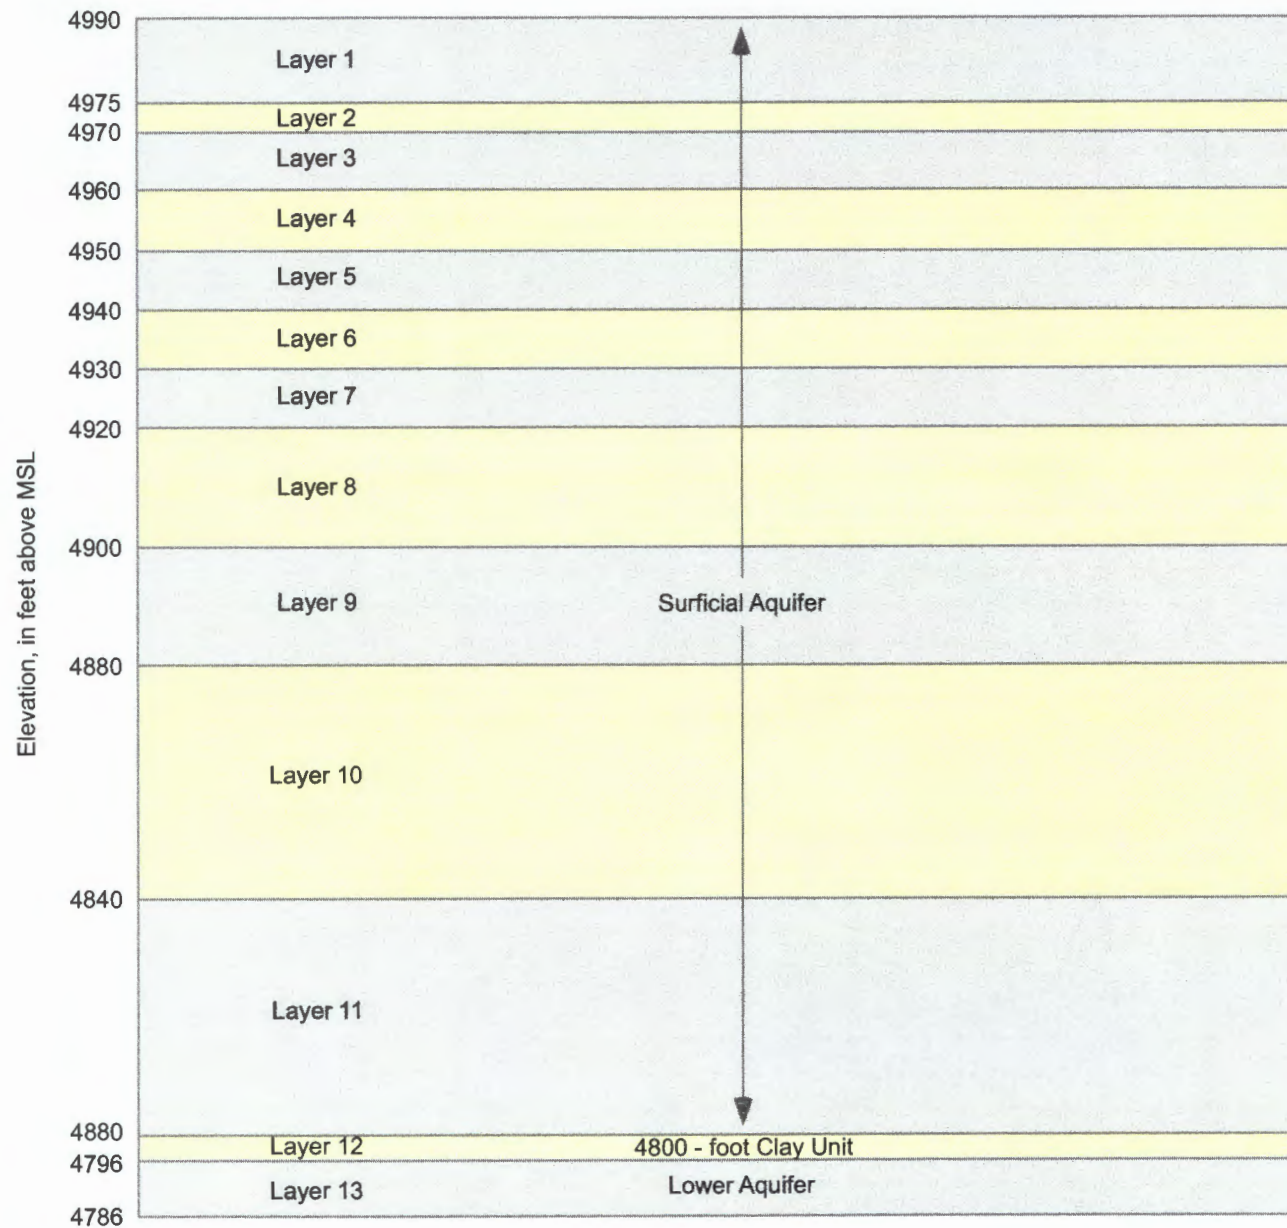 4990
Layer 1
4975
Layer 2
4970
Layer 3
4960
Layer 4
4950
Layer 5
4940
Layer 6
4930
Layer 7
4920
Layer 8
4900
Layer 9
Surficial Aquifer
4880
Layer 10
4840
Layer 11
4880
Layer 12
4800 - foot Clay Unit
4796
Layer 13
Lower Aquifer
4786
Elevation, in feet above MSL